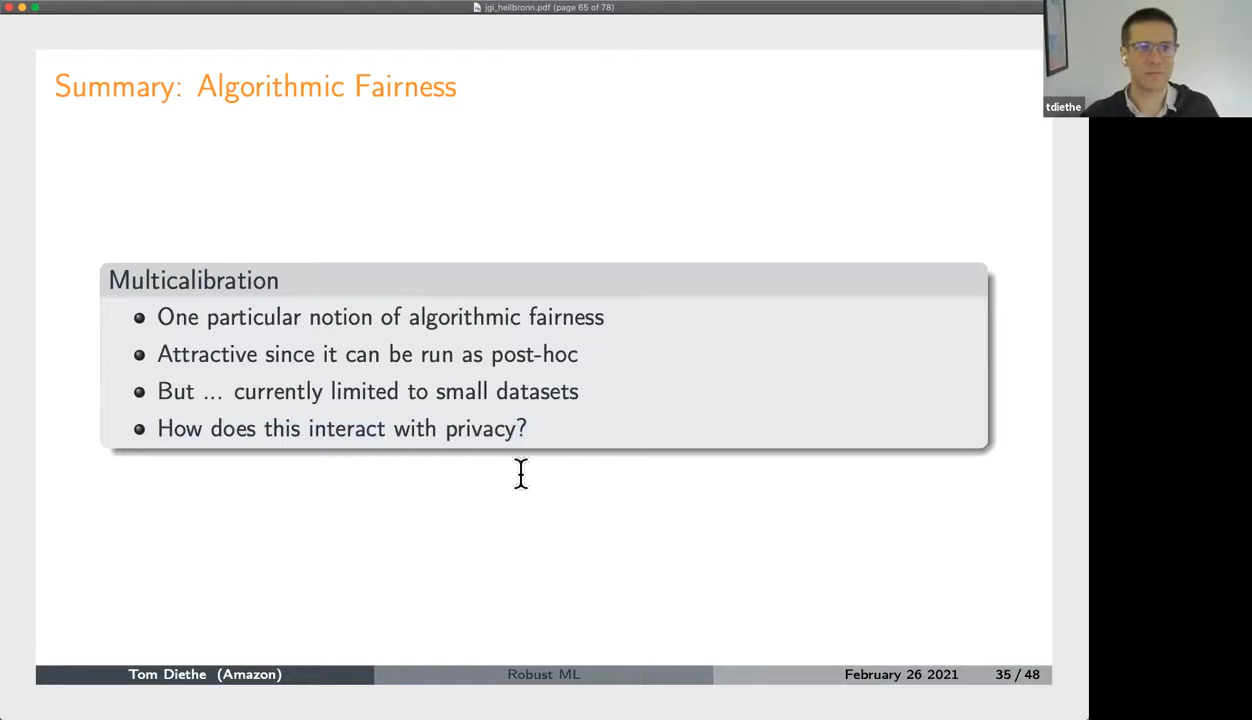 jgi_heilbronn.pdf (page 65 of 78)
Summary: Algorithmic Fairness
tdiethe
Multicalibration
One particular notion of algorithmic fairness
Attractive since it can be run as post-hoc
But ... currently limited to small datasets
How does this interact with privacy?
Tom Diethe (Amazon) Robust ML February 26 2021 35 / 48